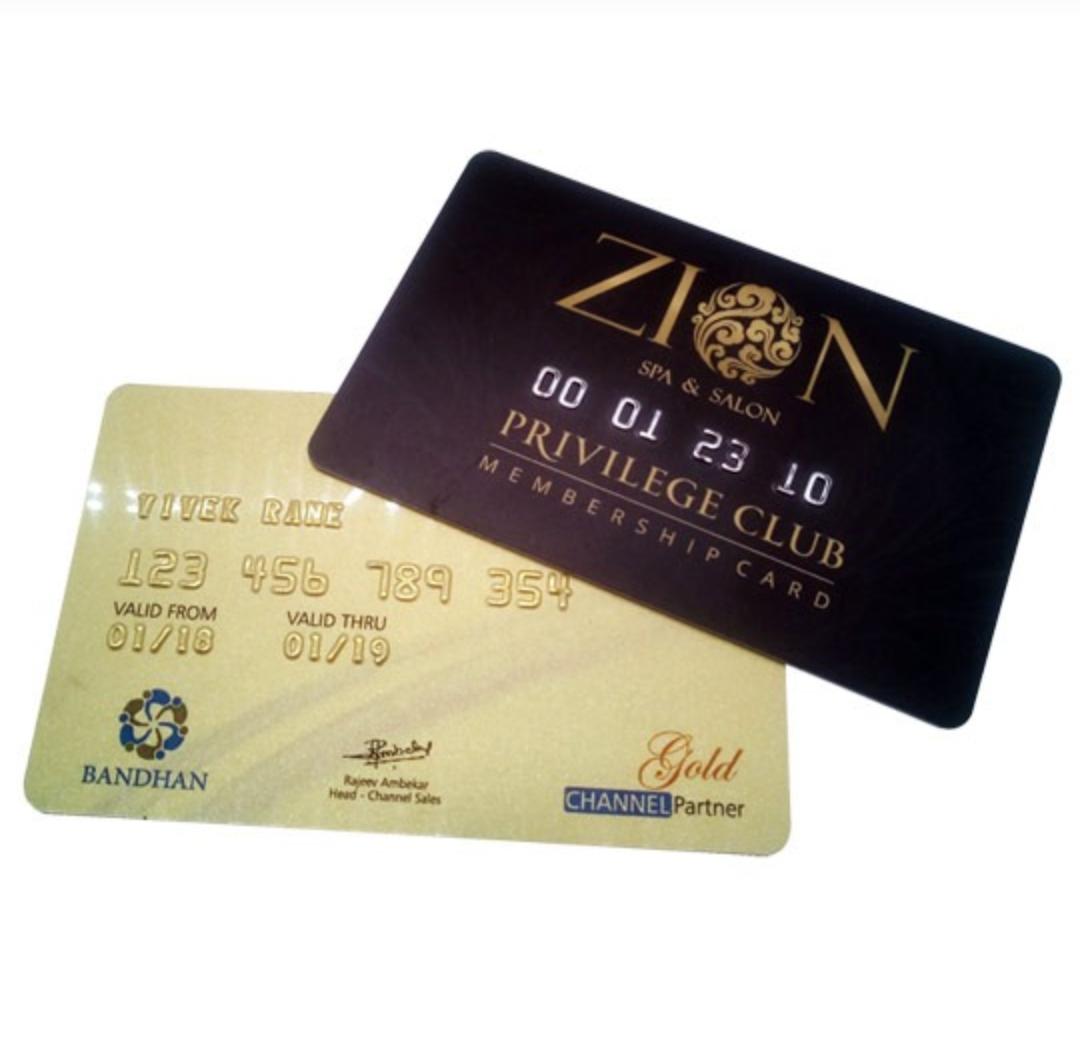 ZION
SPA & SALON
00 01 23 10
PRIVILEGE CLUB
MEMBERSHIP CARD
VIVEK RANE
123 456 789 354
VALID FROM VALID THRU
01/18 01/19
BANDHAN
Rajeev Ambekar
Head - Channel Sales
Gold
CHANNEL Partner